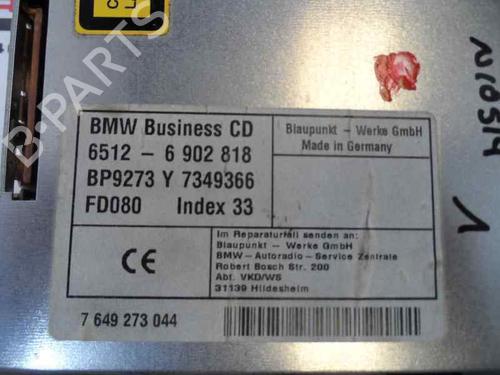 BMW Business CD
6512 - 6 902 818
BP9273 Y 7349366
FD080 Index 33
Blaupunkt - Werke GmbH
Made in Germany
CE
Im Reparaturfall senden an:
Blaupunkt - Werke GmbH
BMW-Autoradio-Service Zentrale
Robert Bosch Str. 200
Abt. VKD/WS
31139 Hildesheim
7 649 273 044
B-PARTS